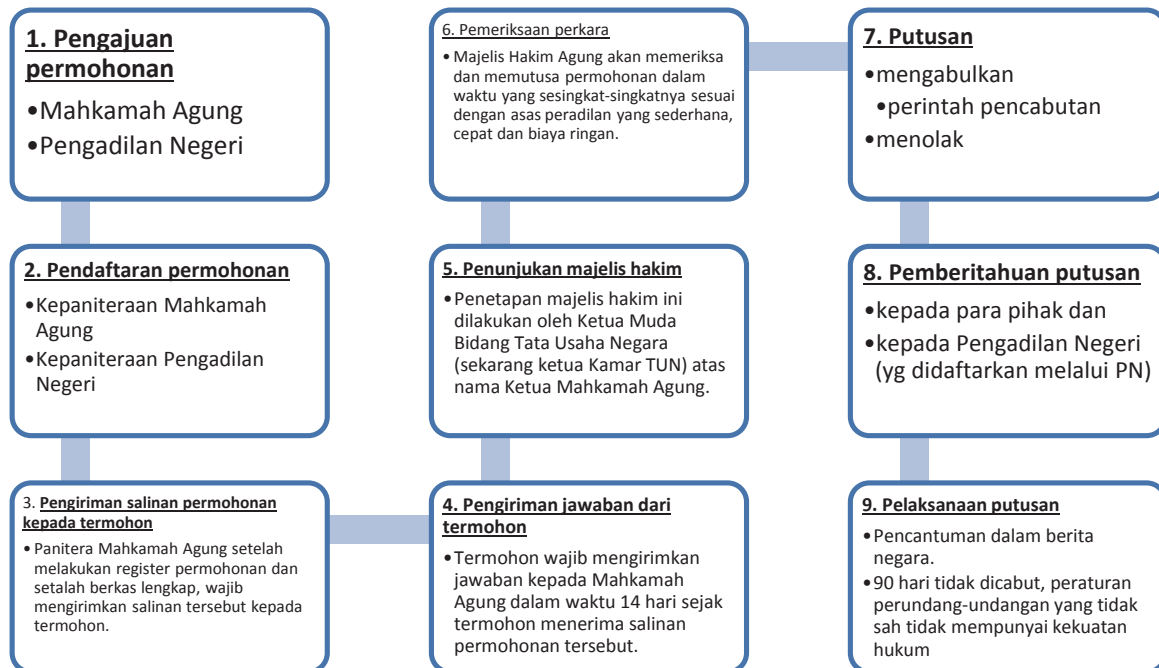 1. Pengajuan
permohonan
•Mahkamah Agung
•Pengadilan Negeri
2. Pendaftaran permohonan
•Kepaniteraan Mahkamah
Agung
•Kepaniteraan Pengadilan
Negeri
3. Pengiriman salinan permohonan
kepada termohon
•Panitera Mahkamah Agung setelah
melakukan register permohonan dan
setalah berkas lengkap, wajib
mengirimkan salinan tersebut kepada
termohon.
4. Pengiriman jawaban dari
termohon
•Termohon wajib mengirimkan
jawaban kepada Mahkamah
Agung dalam waktu 14 hari sejak
termohon menerima salinan
permohonan tersebut.
5. Penunjukan majelis hakim
•Penetapan majelis hakim ini
dilakukan oleh Ketua Muda
Bidang Tata Usaha Negara
(sekarang ketua Kamar TUN) atas
nama Ketua Mahkamah Agung.
6. Pemeriksaan perkara
•Majelis Hakim Agung akan memeriksa
dan memutusa permohonan dalam
waktu yang sesingkat-singkatnya sesuai
dengan asas peradilan yang sederhana,
cepat dan biaya ringan.
7. Putusan
•mengabulkan
•perintah pencabutan
•menolak
8. Pemberitahuan putusan
•kepada para pihak dan
•kepada Pengadilan Negeri
(yg didaftarkan melalui PN)
9. Pelaksanaan putusan
•Pencantuman dalam berita
negara.
•90 hari tidak dicabut, peraturan
perundang-undangan yang tidak
sah tidak mempunyai kekuatan
hukum